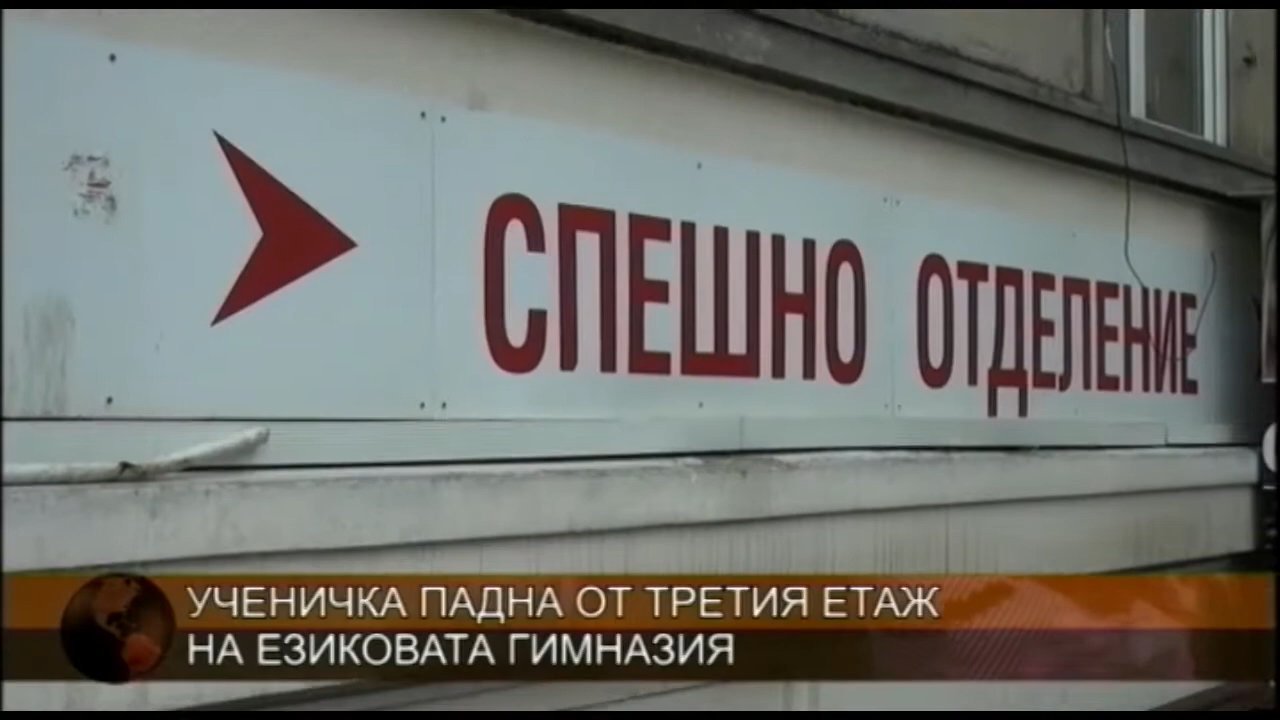 СПЕШНО ОТДЕЛЕНИЕ
УЧЕНИЧКА ПАДНА ОТ ТРЕТИЯ ЕТАЖ
НА ЕЗИКОВАТА ГИМНАЗИЯ